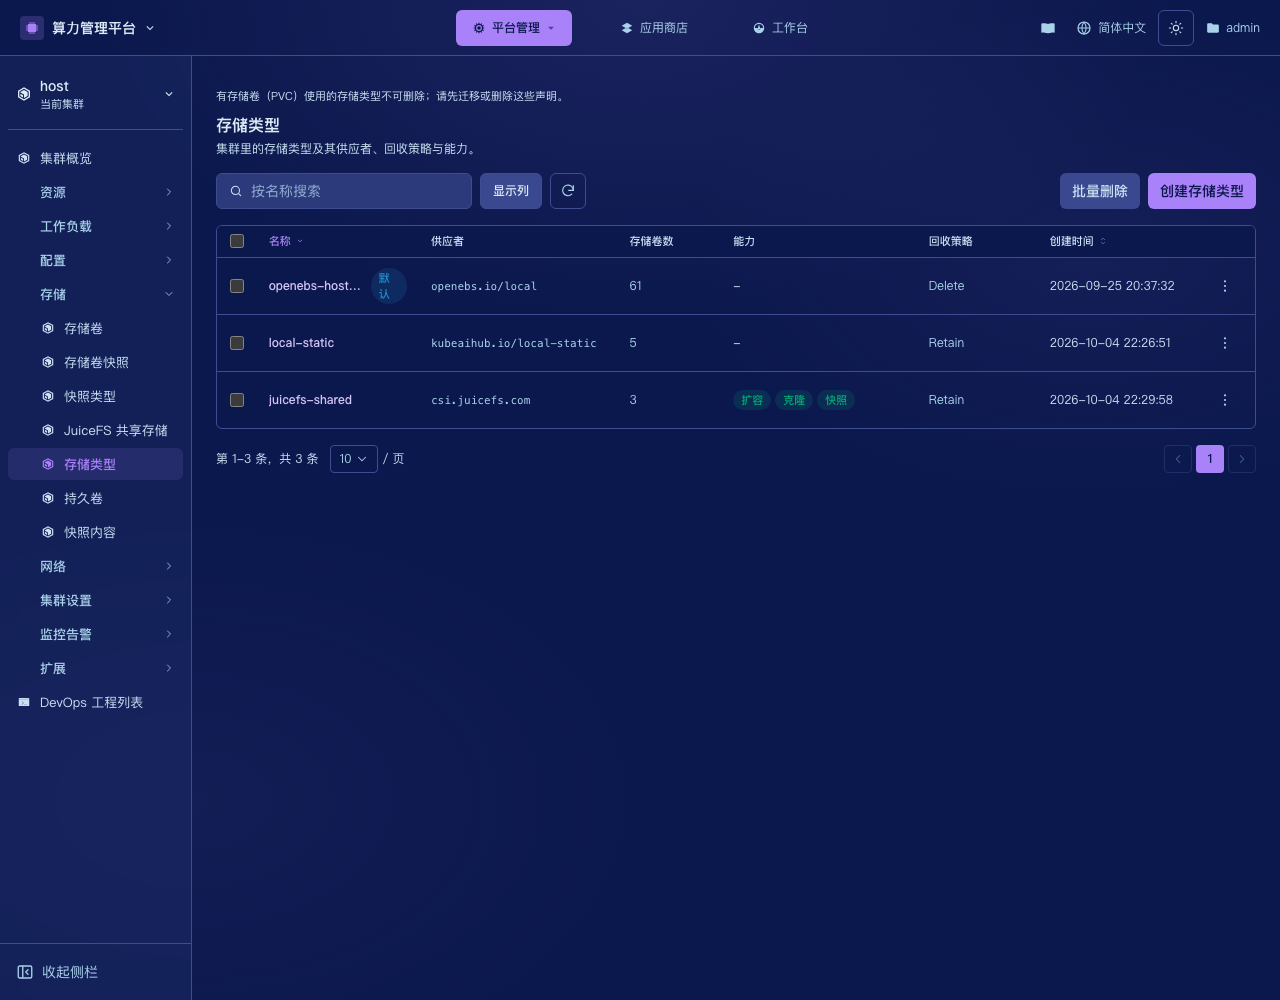 算力管理平台
平台管理
应用商店
工作台
简体中文
admin
host
当前集群
集群概览
资源
工作负载
配置
存储
存储卷
存储卷快照
快照类型
JuiceFS 共享存储
存储类型
持久卷
快照内容
网络
集群设置
监控告警
扩展
DevOps 工程列表
收起侧栏
有存储卷（PVC）使用的存储类型不可删除；请先迁移或删除这些声明。
存储类型
集群里的存储类型及其供应者、回收策略与能力。
按名称搜索
显示列
批量删除
创建存储类型
名称 供应者 存储卷数 能力 回收策略 创建时间
openebs-host... 默认 openebs.io/local 61 – Delete 2026-09-25 20:37:32
local-static kubeaihub.io/local-static 5 – Retain 2026-10-04 22:26:51
juicefs-shared csi.juicefs.com 3 扩容 克隆 快照 Retain 2026-10-04 22:29:58
第 1-3 条，共 3 条 10 / 页 1